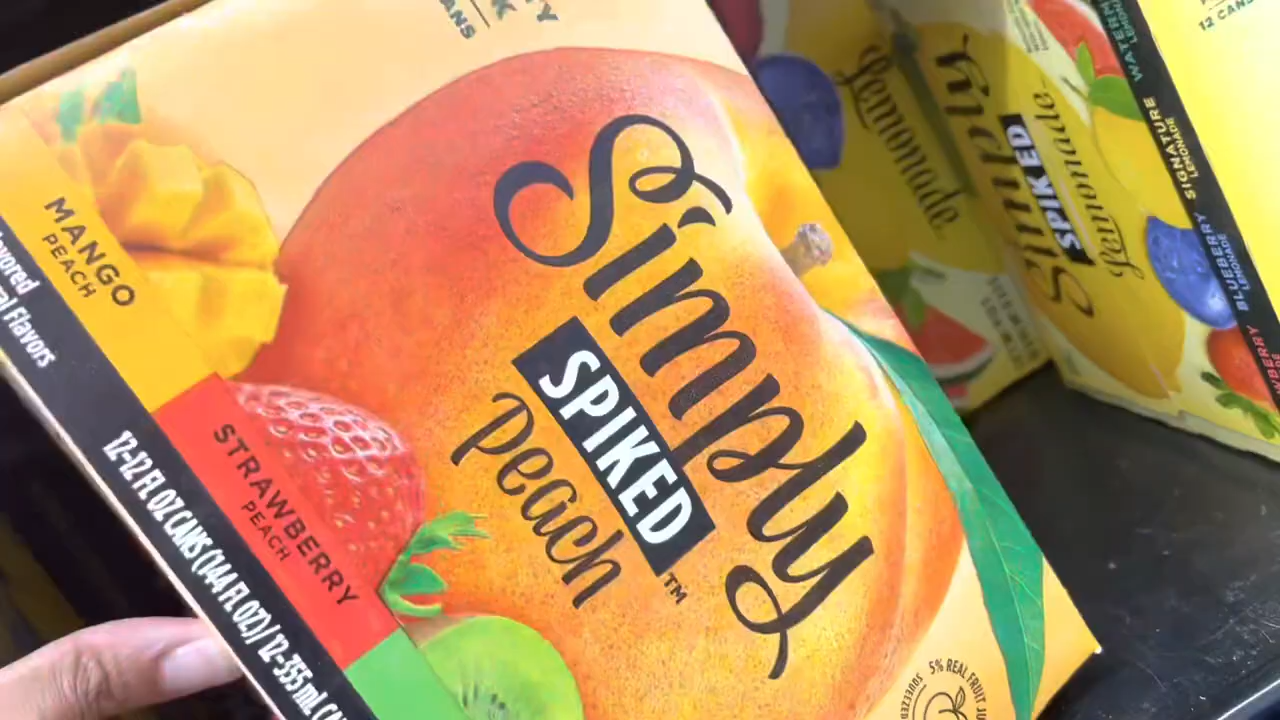 Simply
SPIKED
Peach
TM
MANGO
PEACH
STRAWBERRY
PEACH
Flavors
12-12 FL OZ CANS (144 FL OZ) / 12-355 mL
5% REAL FRUIT
SQUEEZED
Lemonade
Simply
SPIKED
Lemonade
SIGNATURE
LEMONADE
BLUEBERRY
LEMONADE
12 CANS